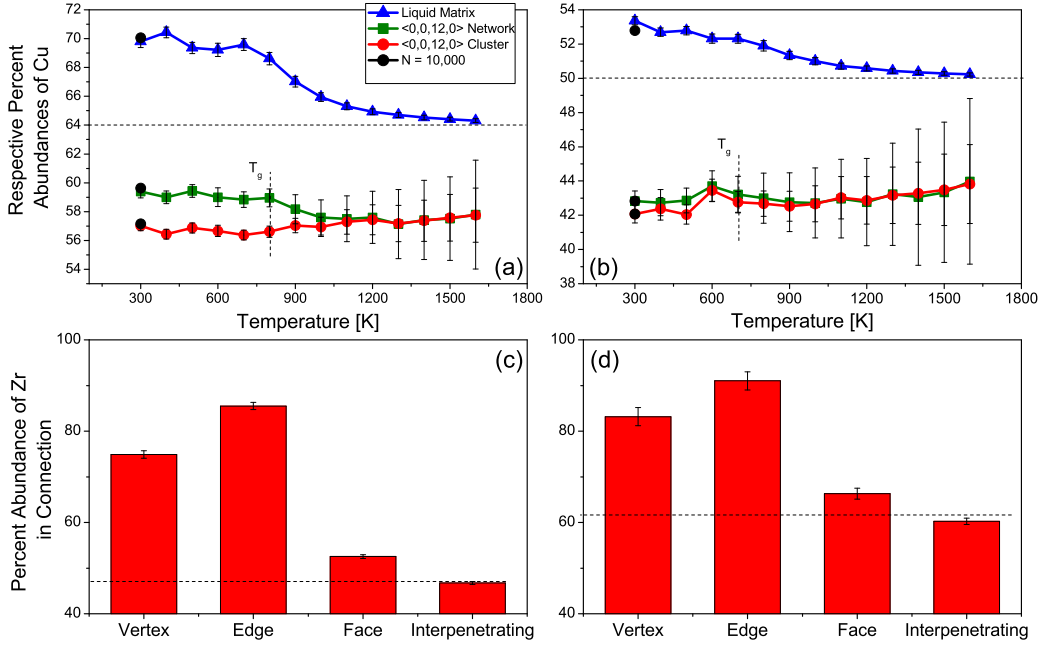 Respective Percent
Abundances of Cu
72
70
68
66
64
62
60
58
56
54
Liquid Matrix
<0,0,12,0> Network
<0,0,12,0> Cluster
N = 10,000
Tg
(a)
300 600 900 1200 1500 1800
Temperature [K]
54
52
50
48
46
44
42
40
38
Tg
(b)
300 600 900 1200 1500 1800
Temperature [K]
Percent Abundance of Zr
in Connection
100
80
60
40
(c)
Vertex Edge Face Interpenetrating
100
80
60
40
(d)
Vertex Edge Face Interpenetrating